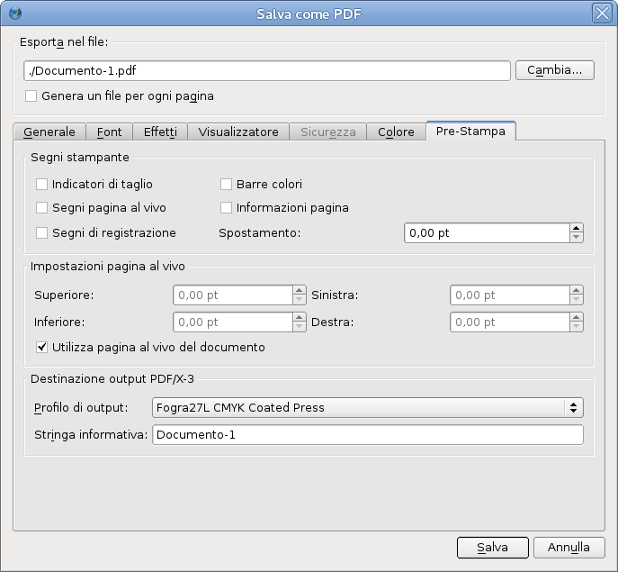 Salva come PDF
Esporta nel file:
./Documento-1.pdf Cambia...
Genera un file per ogni pagina
Generale Font Effetti Visualizzatore Sicurezza Colore Pre-Stampa
Segni stampante
Indicatori di taglio Barre colori
Segni pagina al vivo Informazioni pagina
Segni di registrazione Spostamento: 0,00 pt
Impostazioni pagina al vivo
Superiore: 0,00 pt Sinistra: 0,00 pt
Inferiore: 0,00 pt Destra: 0,00 pt
Utilizza pagina al vivo del documento
Destinazione output PDF/X-3
Profilo di output: Fogra27L CMYK Coated Press
Stringa informativa: Documento-1
Salva Annulla